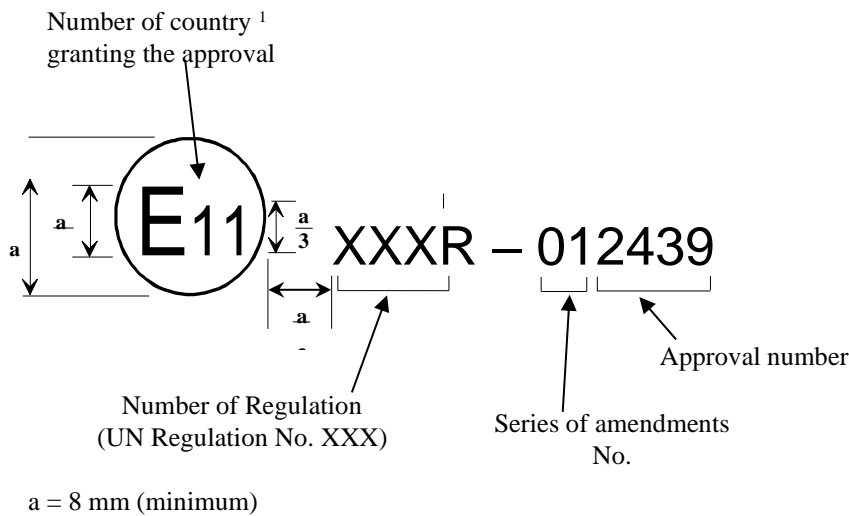 Number of country 1
granting the approval
E11
a
a
a
3
XXXR – 012439
a
Approval number
Number of Regulation
(UN Regulation No. XXX)
Series of amendments
No.
a = 8 mm (minimum)